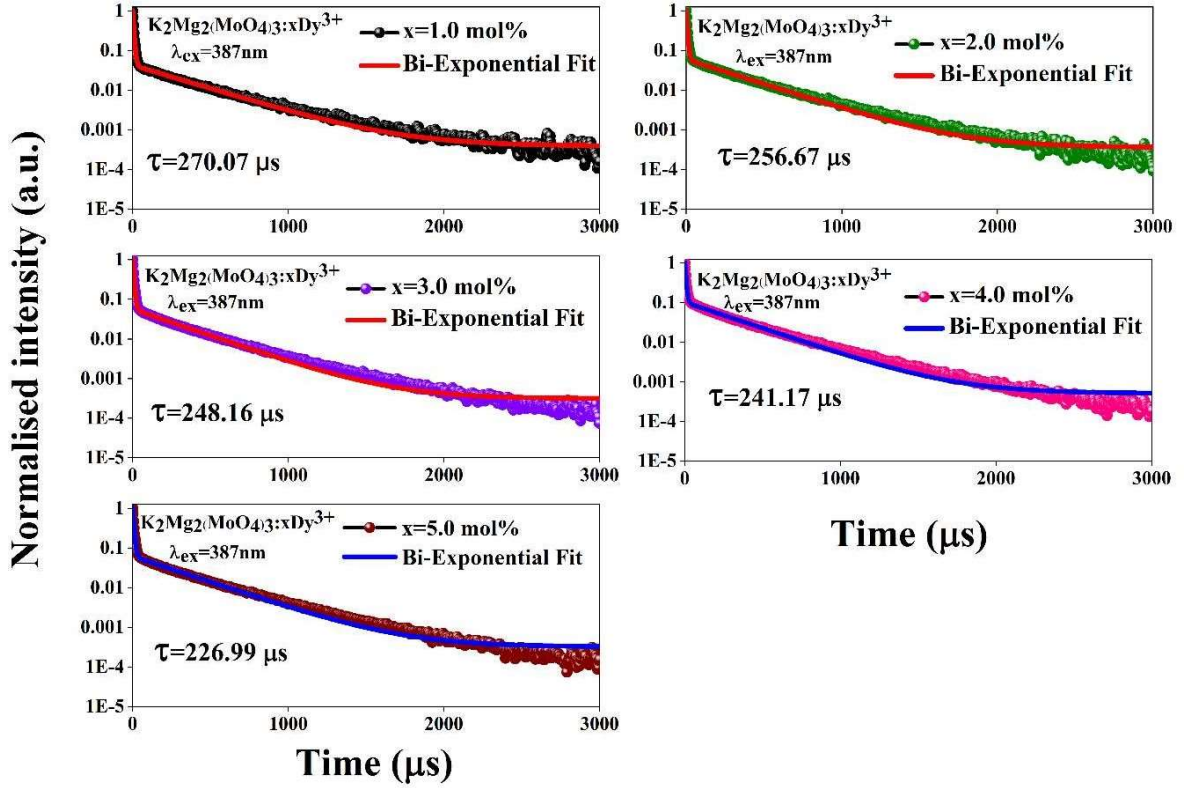 Normalised intensity (a.u.)
K2Mg2(MoO4)3:xDy3+
λex=387nm
x=1.0 mol%
Bi-Exponential Fit
τ=270.07 μs
1
0.1
0.01
0.001
1E-4
1E-5
0 1000 2000 3000
K2Mg2(MoO4)3:xDy3+
λex=387nm
x=2.0 mol%
Bi-Exponential Fit
τ=256.67 μs
1
0.1
0.01
0.001
1E-4
1E-5
0 1000 2000 3000
K2Mg2(MoO4)3:xDy3+
λex=387nm
x=3.0 mol%
Bi-Exponential Fit
τ=248.16 μs
1
0.1
0.01
0.001
1E-4
1E-5
0 1000 2000 3000
K2Mg2(MoO4)3:xDy3+
λex=387nm
x=4.0 mol%
Bi-Exponential Fit
τ=241.17 μs
1
0.1
0.01
0.001
1E-4
1E-5
0 1000 2000 3000
Time (μs)
K2Mg2(MoO4)3:xDy3+
λex=387nm
x=5.0 mol%
Bi-Exponential Fit
τ=226.99 μs
1
0.1
0.01
0.001
1E-4
1E-5
0 1000 2000 3000
Time (μs)